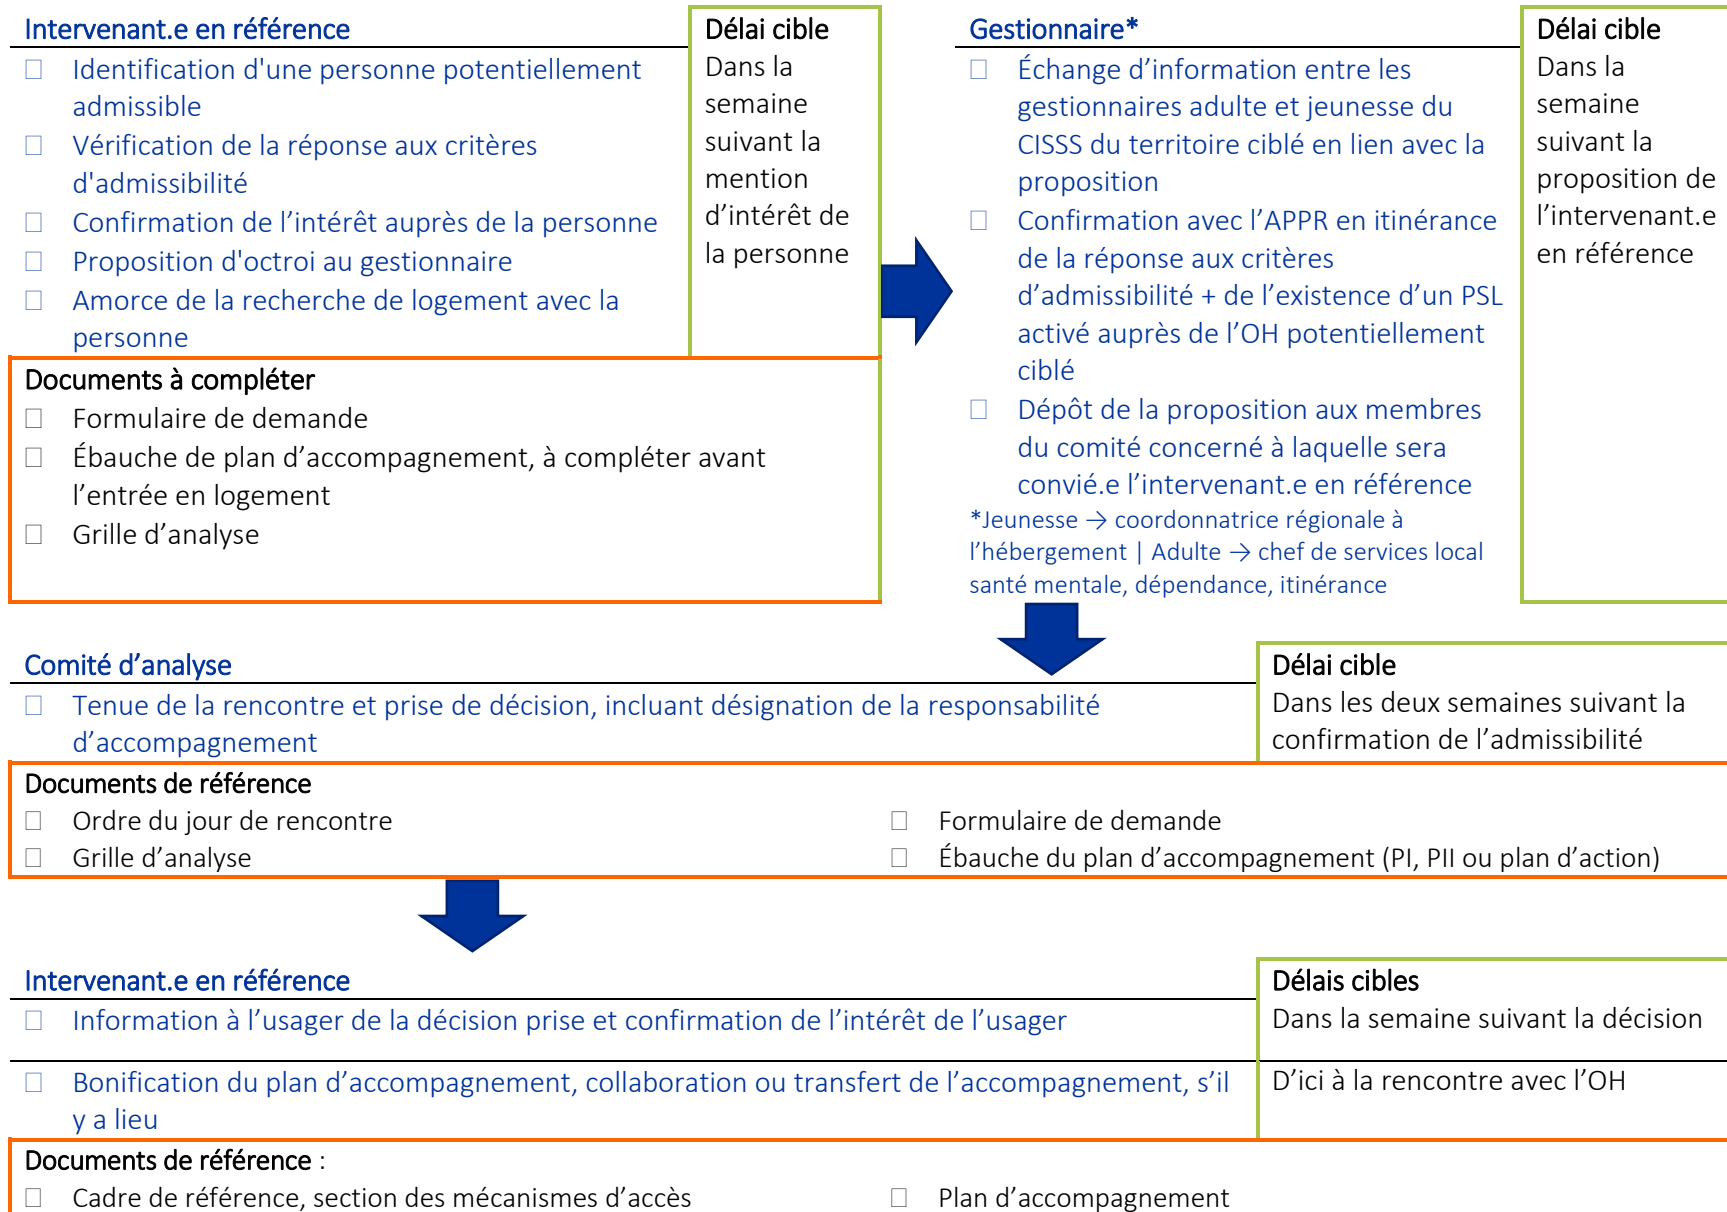 Intervenant.e en référence
☐ Identification d'une personne potentiellement
admissible
☐ Vérification de la réponse aux critères
d'admissibilité
☐ Confirmation de l’intérêt auprès de la personne
☐ Proposition d'octroi au gestionnaire
☐ Amorce de la recherche de logement avec la
personne
Délai cible
Dans la
semaine
suivant la
mention
d’intérêt de
la personne
Documents à compléter
☐ Formulaire de demande
☐ Ébauche de plan d’accompagnement, à compléter avant
l’entrée en logement
☐ Grille d’analyse
Gestionnaire*
☐ Échange d’information entre les
gestionnaires adulte et jeunesse du
CISSS du territoire ciblé en lien avec la
proposition
☐ Confirmation avec l’APPR en itinérance
de la réponse aux critères
d’admissibilité + de l’existence d’un PSL
activé auprès de l’OH potentiellement
ciblé
☐ Dépôt de la proposition aux membres
du comité concerné à laquelle sera
convié.e l’intervenant.e en référence
*Jeunesse → coordonnatrice régionale à
l’hébergement | Adulte → chef de services local
santé mentale, dépendance, itinérance
Délai cible
Dans la
semaine
suivant la
proposition de
l’intervenant.e
en référence
Comité d’analyse
☐ Tenue de la rencontre et prise de décision, incluant désignation de la responsabilité
d’accompagnement
Délai cible
Dans les deux semaines suivant la
confirmation de l’admissibilité
Documents de référence
☐ Ordre du jour de rencontre
☐ Grille d’analyse
☐ Formulaire de demande
☐ Ébauche du plan d’accompagnement (PI, PII ou plan d’action)
Intervenant.e en référence
☐ Information à l’usager de la décision prise et confirmation de l’intérêt de l’usager
Délais cibles
Dans la semaine suivant la décision
☐ Bonification du plan d’accompagnement, collaboration ou transfert de l’accompagnement, s’il
y a lieu
D’ici à la rencontre avec l’OH
Documents de référence :
☐ Cadre de référence, section des mécanismes d’accès
☐ Plan d’accompagnement